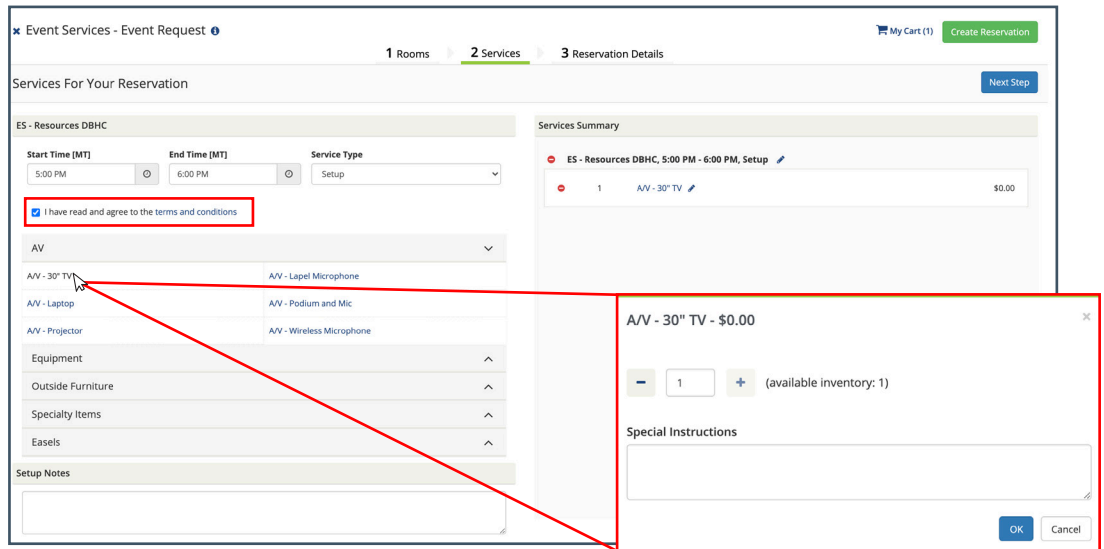 Event Services - Event Request
My Cart (1)
Create Reservation
1 Rooms
2 Services
3 Reservation Details
Services For Your Reservation
Next Step
ES - Resources DBHC
Start Time [MT]
End Time [MT]
Service Type
5:00 PM
6:00 PM
Setup
I have read and agree to the terms and conditions
AV
A/V - 30" TV
A/V - Lapel Microphone
A/V - Laptop
A/V - Podium and Mic
A/V - Projector
A/V - Wireless Microphone
Equipment
Outside Furniture
Specialty Items
Easels
Setup Notes
Services Summary
ES - Resources DBHC, 5:00 PM - 6:00 PM, Setup
1 A/V - 30" TV $0.00
A/V - 30" TV - $0.00
1 (available inventory: 1)
Special Instructions
OK
Cancel